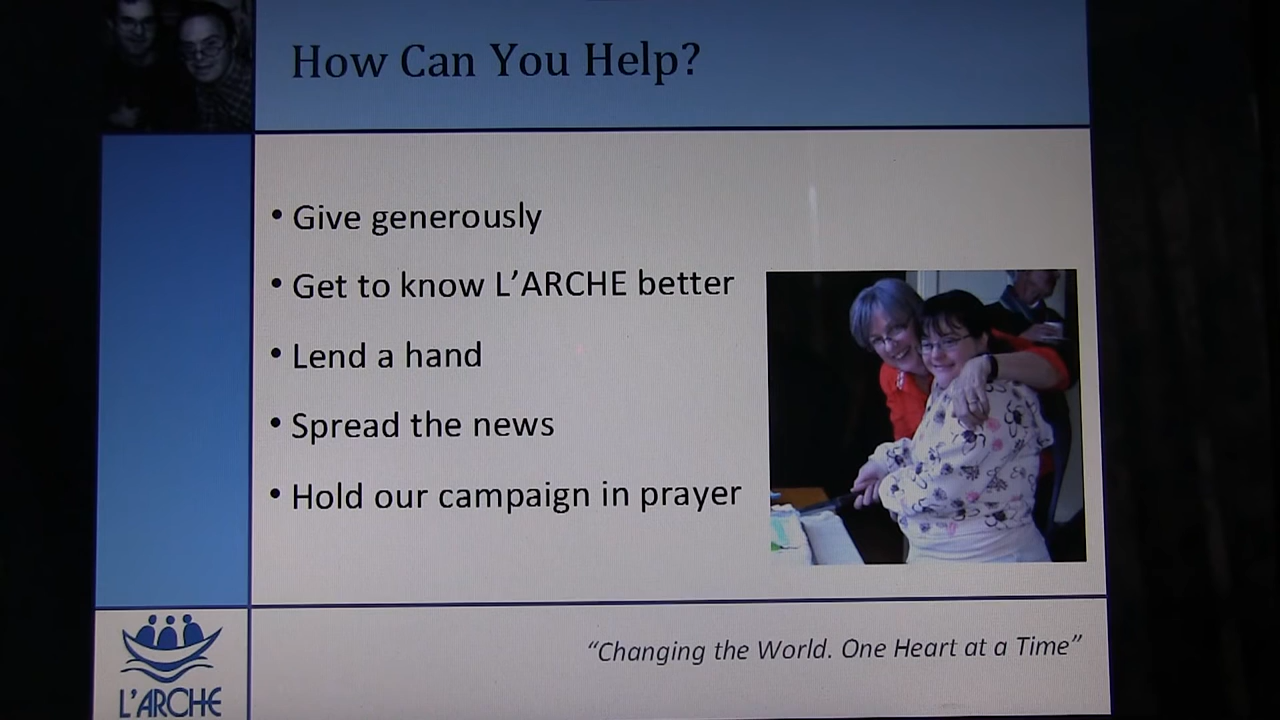 How Can You Help?
• Give generously
• Get to know L’ARCHE better
• Lend a hand
• Spread the news
• Hold our campaign in prayer
“Changing the World. One Heart at a Time”
L’ARCHE